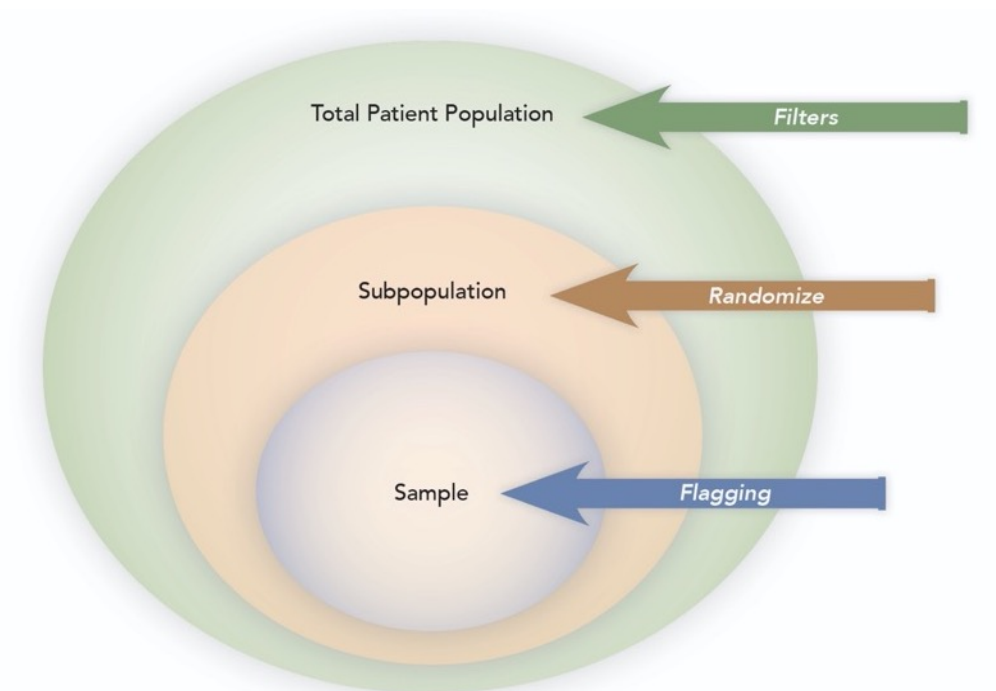 Total Patient Population
Filters
Subpopulation
Randomize
Sample
Flagging